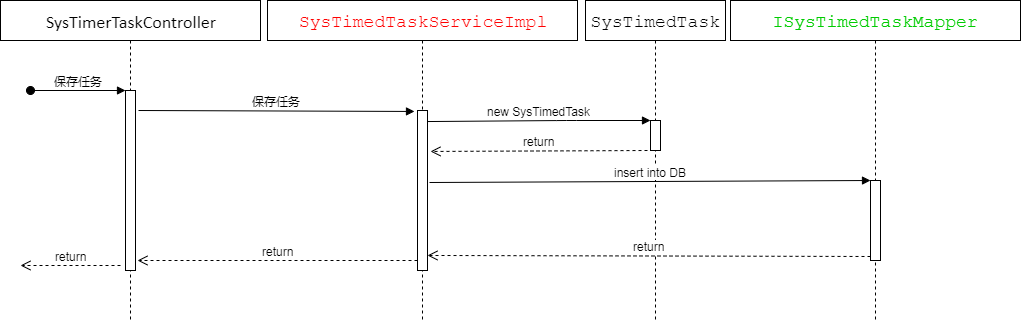 SysTimerTaskController
SysTimedTaskServiceImpl
SysTimedTask
ISysTimedTaskMapper
保存任务
保存任务
new SysTimedTask
return
insert into DB
return
return
return